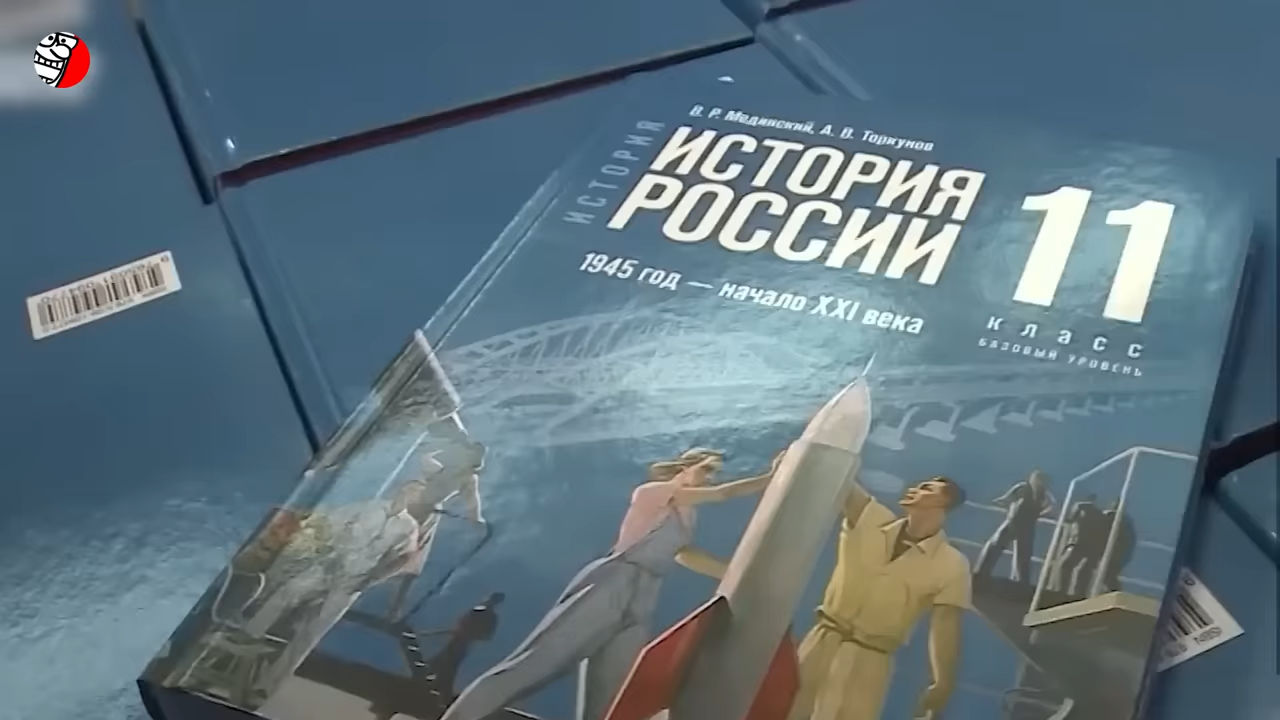 В. Р. Мединский, А. В. Торкунов
ИСТОРИЯ
ИСТОРИЯ
РОССИИ
11
1945 год — начало XXI века
класс
БАЗОВЫЙ УРОВЕНЬ